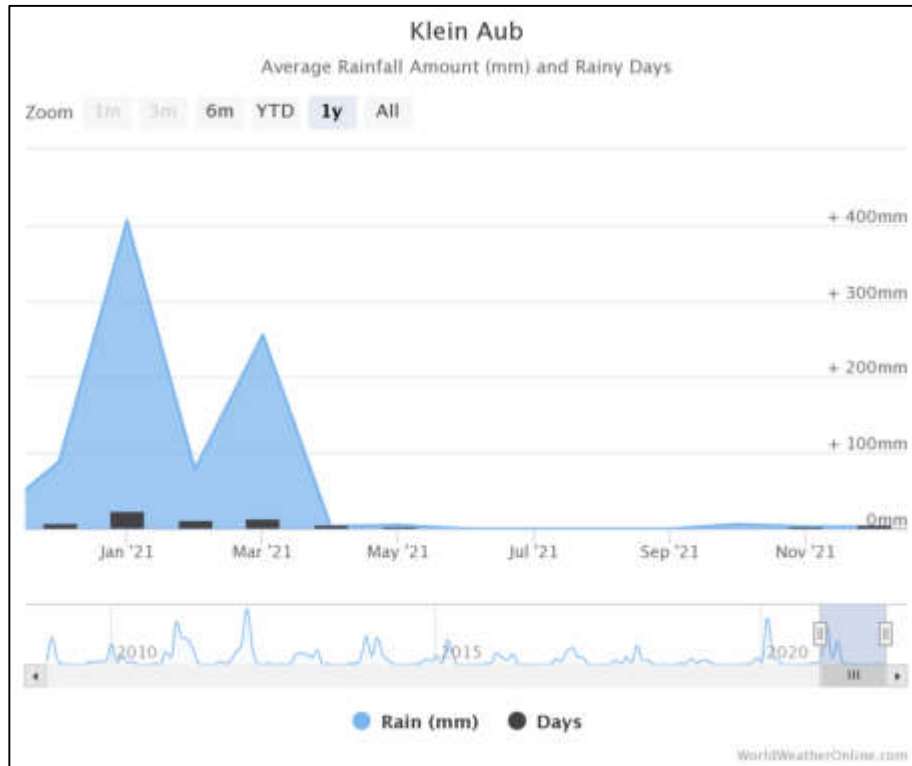 Klein Aub
Average Rainfall Amount (mm) and Rainy Days
Zoom 1m 3m 6m YTD 1y All
+ 400mm
+ 300mm
+ 200mm
+ 100mm
0mm
Jan '21 Mar '21 May '21 Jul '21 Sep '21 Nov '21
2010 2015 2020
Rain (mm) Days
WorldWeatherOnline.com